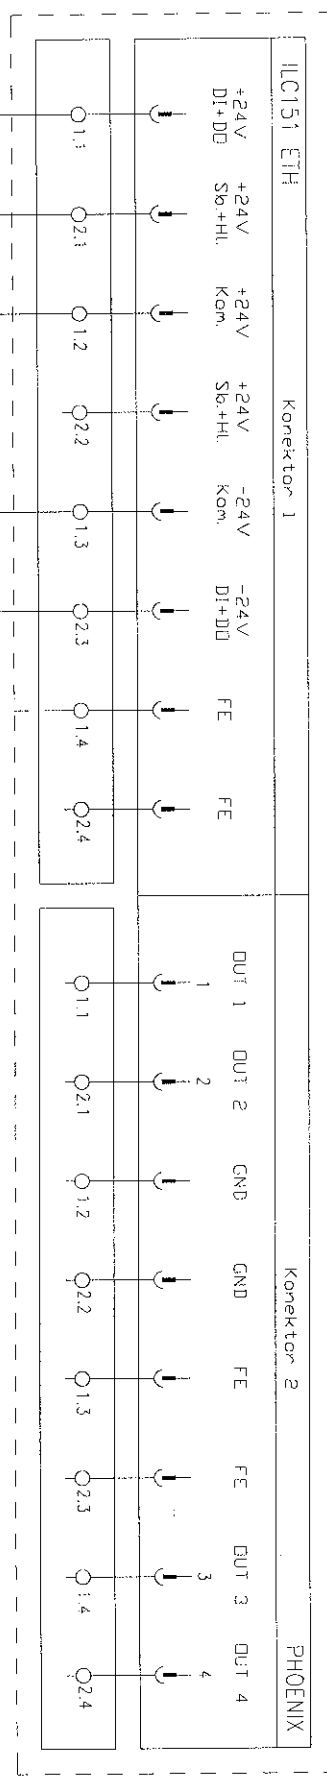 ILC151 ETH
Konektor 1
Konektor 2
PHOENIX
+24V
DI+DO
+24V
Sb.+HL.
+24V
Kom.
+24V
Sb.+HL.
-24V
Kom.
-24V
DI+DO
FE
FE
OUT 1
OUT 2
GND
GND
FE
FE
OUT 3
OUT 4
1
2
3
4
1.1
2.1
1.2
2.2
1.3
2.3
1.4
2.4
1.1
2.1
1.2
2.2
1.3
2.3
1.4
2.4